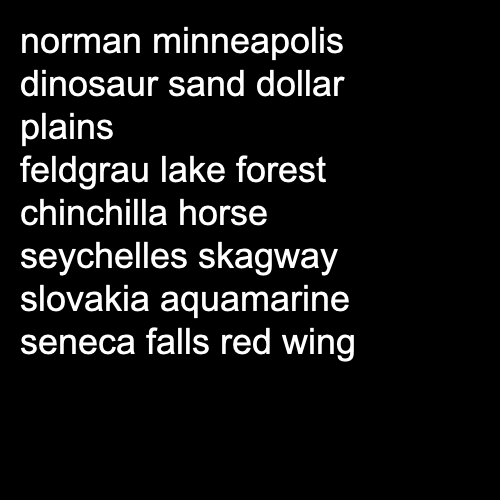 norman minneapolis
dinosaur sand dollar
plains
feldgrau lake forest
chinchilla horse
seychelles skagway
slovakia aquamarine
seneca falls red wing